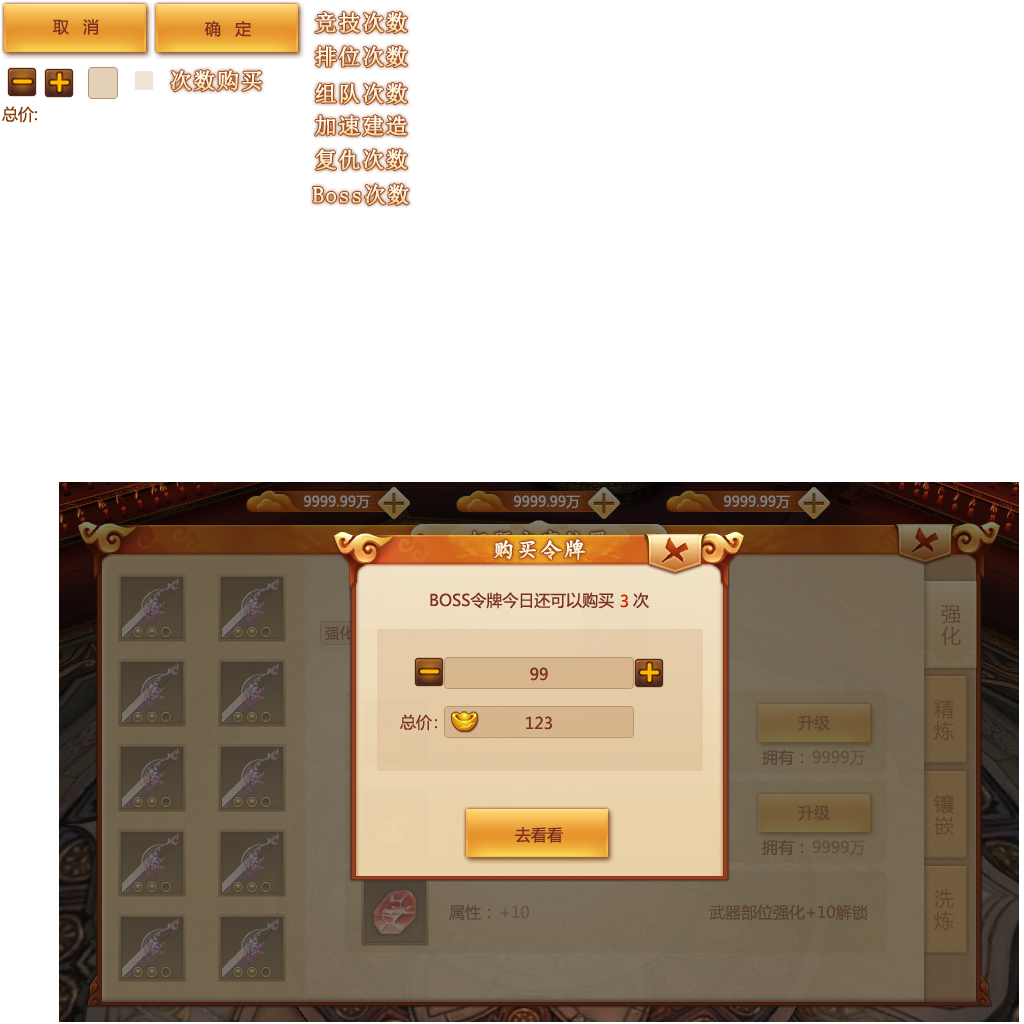 取 消
确 定
竞技次数
排位次数
次数购买
组队次数
总价:
加速建造
复仇次数
Boss次数
9999.99万
9999.99万
9999.99万
购买令牌
BOSS令牌今日还可以购买 3 次
强化
强化
99
精炼
总价:
123
升级
拥有：9999万
镶嵌
升级
去看看
拥有：9999万
洗炼
属性：+10
武器部位强化+10解锁